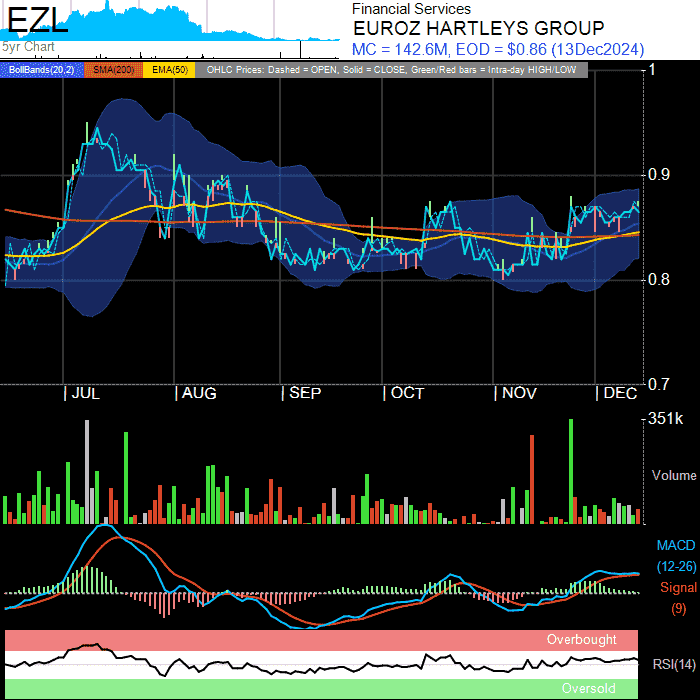 EZL
5yr Chart
Financial Services
EUROZ HARTLEYS GROUP
MC = 142.6M, EOD = $0.86 (13Dec2024)
BollBands(20,2) SMA(200) EMA(50) OHLC Prices: Dashed = OPEN, Solid = CLOSE, Green/Red bars = Intra-day HIGH/LOW
1
0.9
0.8
0.7
JUL AUG SEP OCT NOV DEC
351k
Volume
MACD
(12-26)
Signal
(9)
Overbought
RSI(14)
Oversold